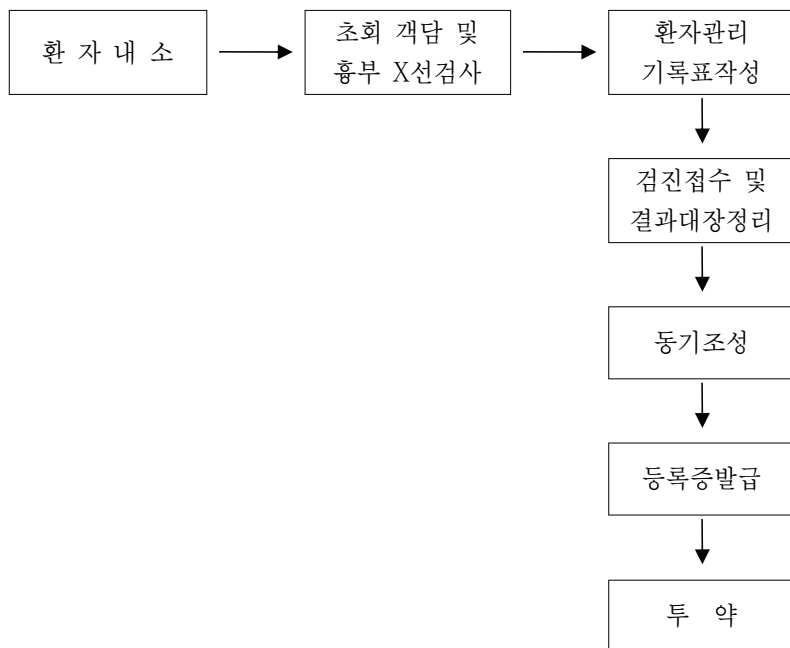 환 자 내 소
초회 객담 및
흉부 X선검사
환자관리
기록표작성
검진접수 및
결과대장정리
동기조성
등록증발급
투 약